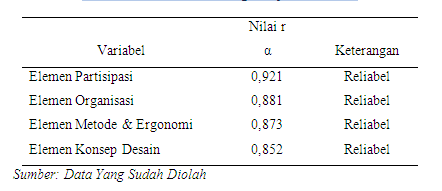 Nilai r
Variabel α Keterangan
Elemen Partisipasi 0,921 Reliabel
Elemen Organisasi 0,881 Reliabel
Elemen Metode & Ergonomi 0,873 Reliabel
Elemen Konsep Desain 0,852 Reliabel
Sumber: Data Yang Sudah Diolah